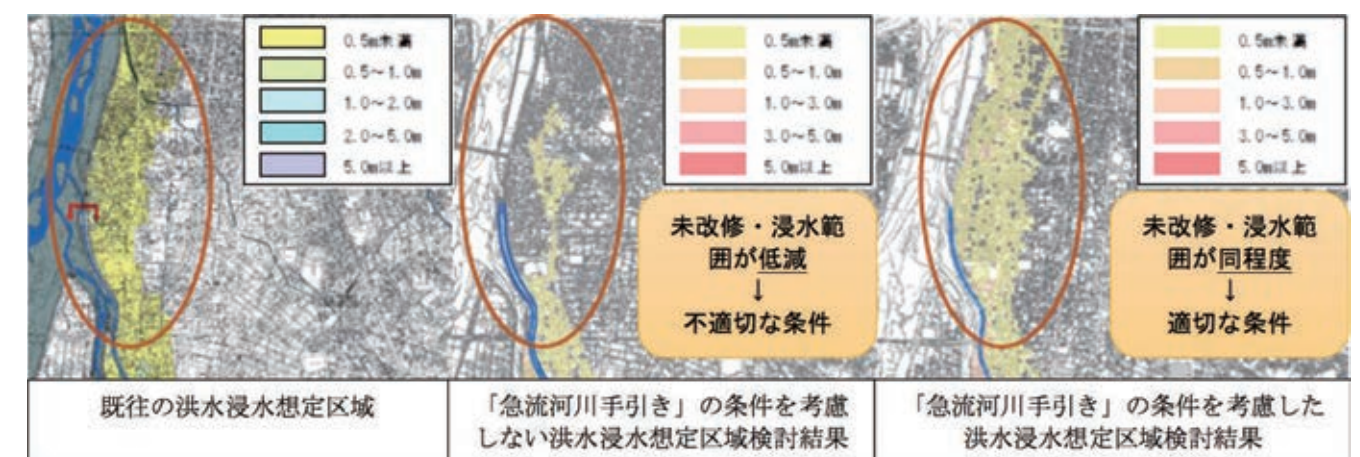 0.5m未満
0.5～1.0m
1.0～2.0m
2.0～5.0m
5.0m以上
0.5m未満
0.5～1.0m
1.0～3.0m
3.0～5.0m
5.0m以上
未改修・浸水範
囲が低減
↓
不適切な条件
0.5m未満
0.5～1.0m
1.0～3.0m
3.0～5.0m
5.0m以上
未改修・浸水範
囲が同程度
↓
適切な条件
既往の洪水浸水想定区域
「急流河川手引き」の条件を考慮
しない洪水浸水想定区域検討結果
「急流河川手引き」の条件を考慮した
洪水浸水想定区域検討結果